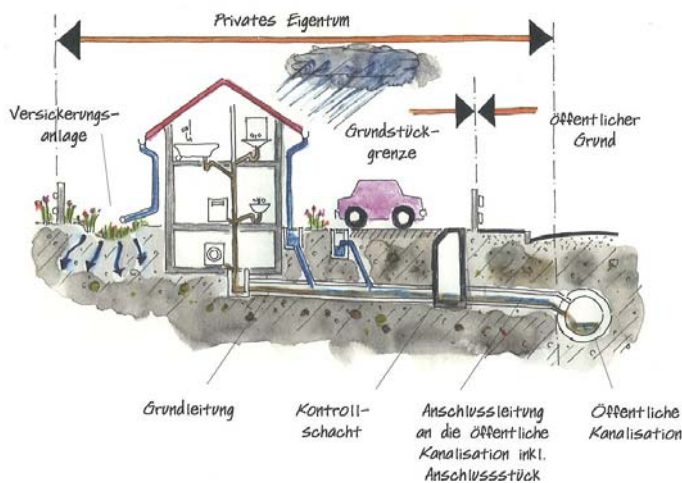 Privates Eigentum
Versickerungs-
anlage
Grundstück-
grenze
öffentlicher
Grund
Grundleitung
Kontroll-
schacht
Anschlussleitung
an die öffentliche
Kanalisation inkl.
Anschlussstück
Öffentliche
Kanalisation